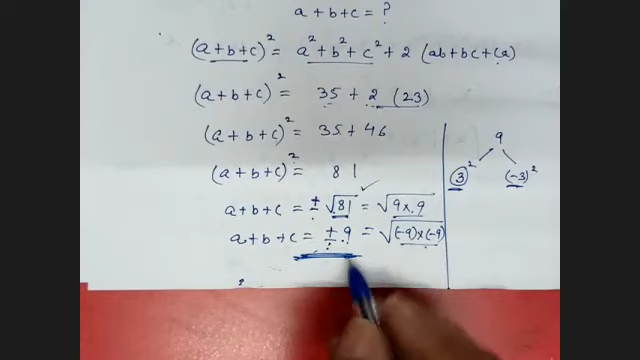 a + b + c = ?
(a+b+c)² = a² + b² + c² + 2 (ab+bc+ca)
(a+b+c)² = 35 + 2 (23)
(a+b+c)² = 35 + 46
(a+b+c)² = 81
a+b+c = ± √81 = √9×9
a+b+c = ± 9 = √(-9)×(-9)
9
(3)² (-3)²